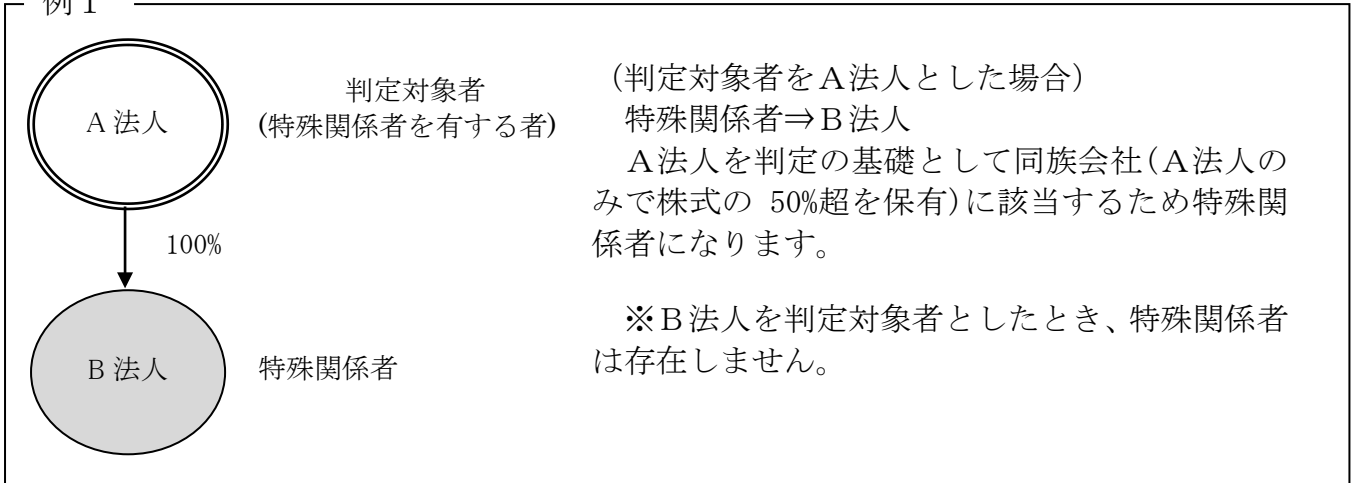 例１
判定対象者
(特殊関係者を有する者)
Ａ法人
100%
Ｂ法人
特殊関係者
(判定対象者をＡ法人とした場合)
特殊関係者⇒Ｂ法人
Ａ法人を判定の基礎として同族会社(Ａ法人の
みで株式の 50%超を保有)に該当するため特殊関
係者になります。
※Ｂ法人を判定対象者としたとき、特殊関係者
は存在しません。